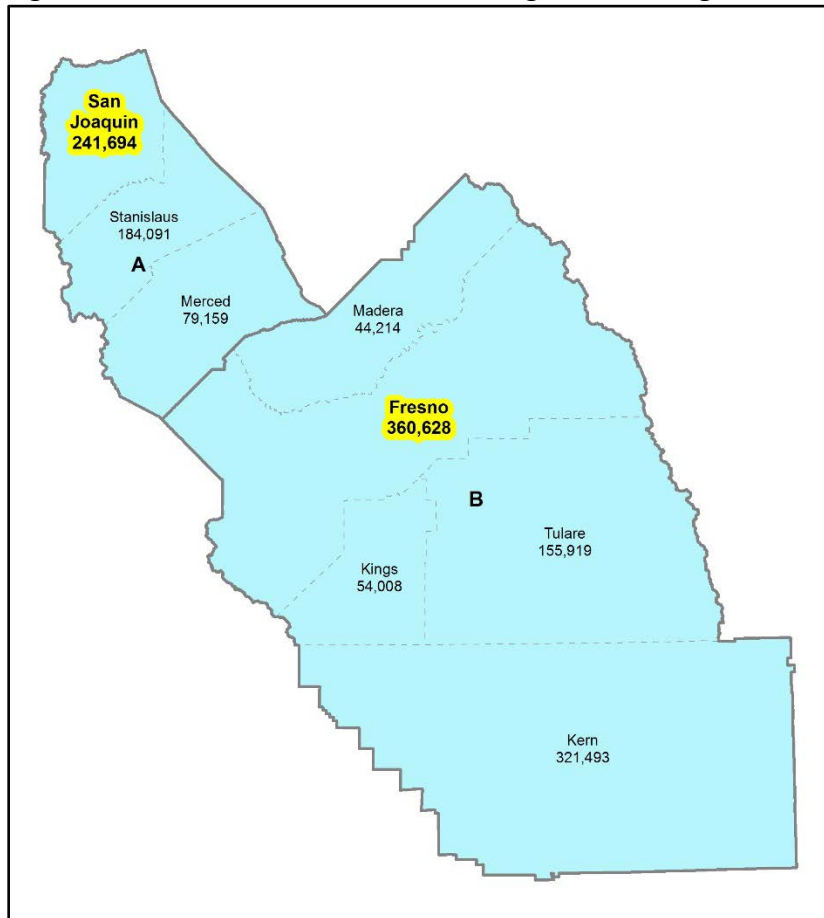 San
Joaquin
241,694
Stanislaus
184,091
A
Merced
79,159
Madera
44,214
Fresno
360,628
B
Tulare
155,919
Kings
54,008
Kern
321,493